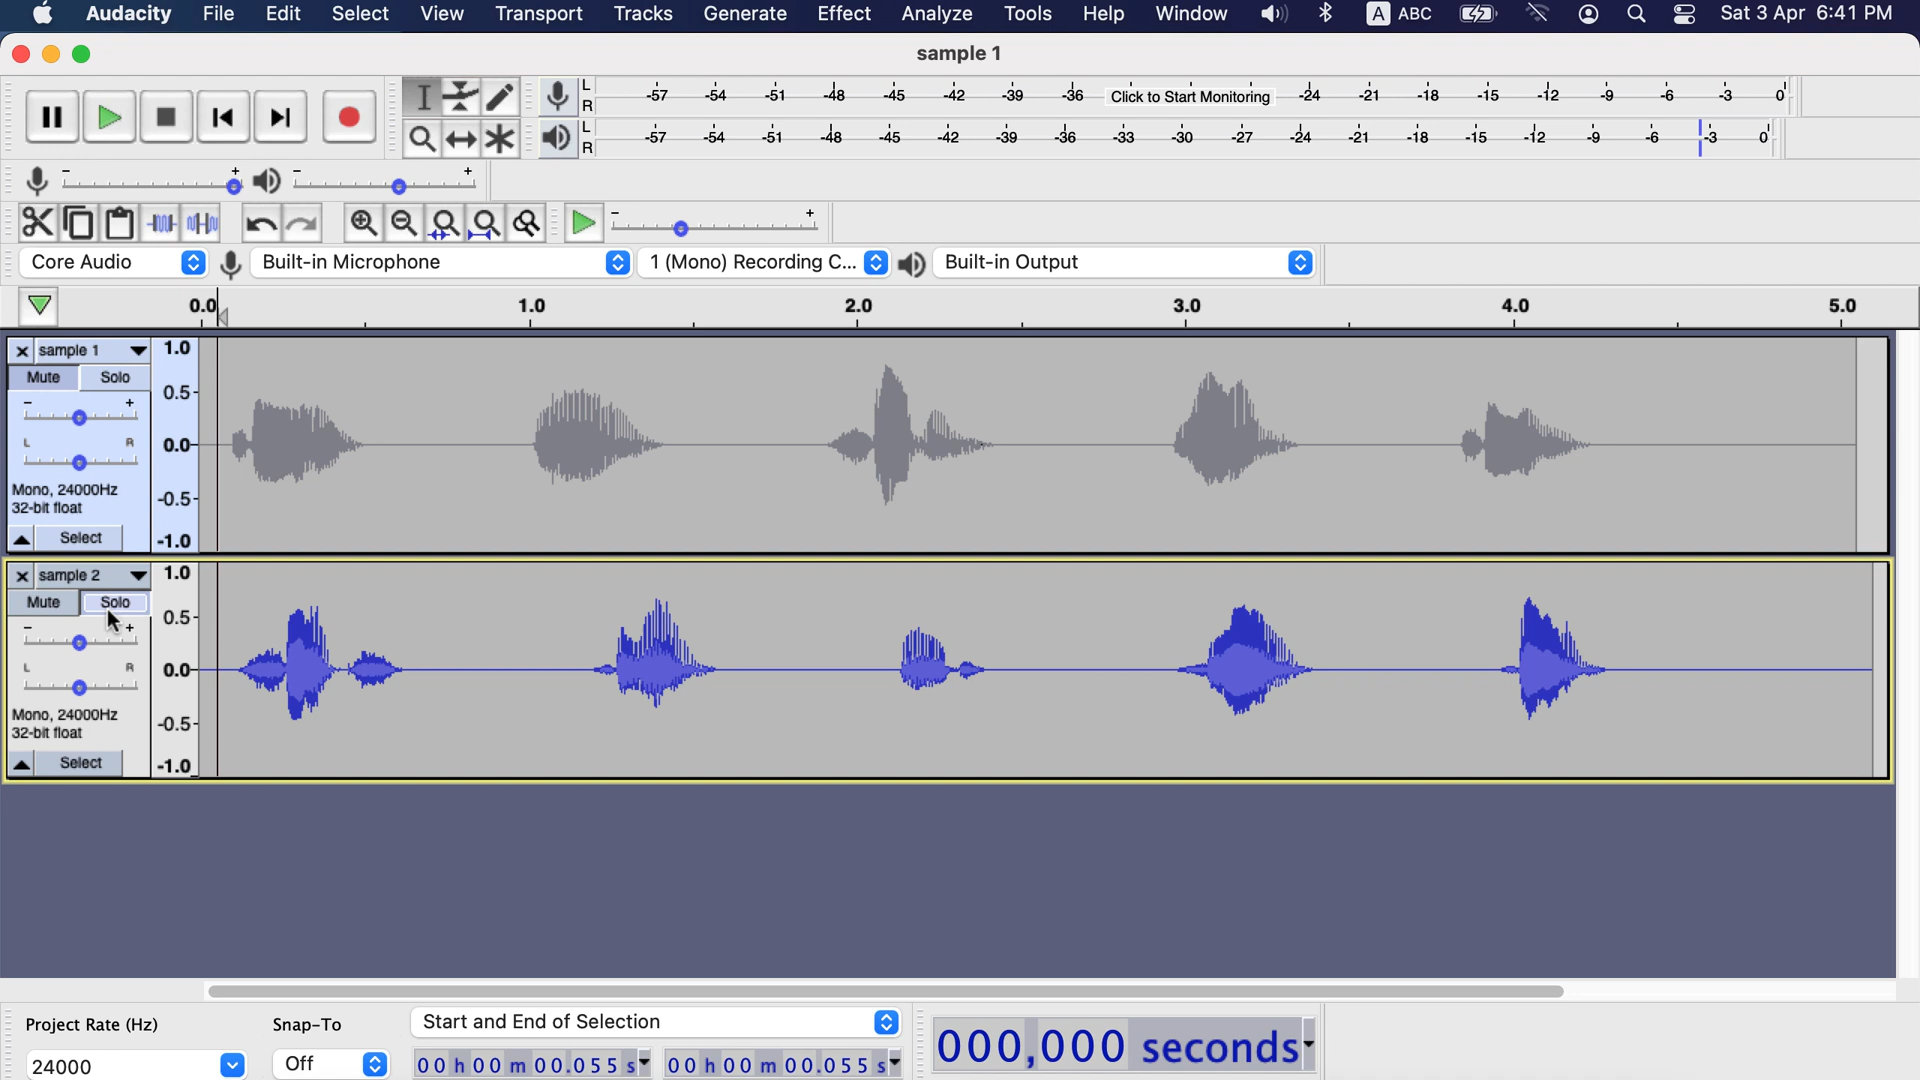 Audacity File Edit Select View Transport Tracks Generate Effect Analyze Tools Help Window A ABC Sat 3 Apr 6:41 PM
sample 1
L -57 -54 -51 -48 -45 -42 -39 -36 Click to Start Monitoring -24 -21 -18 -15 -12 -9 -6 -3 0
R
L -57 -54 -51 -48 -45 -42 -39 -36 -33 -30 -27 -24 -21 -18 -15 -12 -9 -6 -3 0
R
- + - +
- +
Core Audio Built-in Microphone 1 (Mono) Recording C... Built-in Output
0.0 1.0 2.0 3.0 4.0 5.0
sample 1 1.0
Mute Solo
0.5
- +
L R 0.0
Mono, 24000Hz
-0.5
32-bit float
Select -1.0
sample 2 1.0
Mute Solo
0.5
- +
L R 0.0
Mono, 24000Hz
-0.5
32-bit float
Select -1.0
Project Rate (Hz) Snap-To Start and End of Selection
24000 Off 00 h 00 m 00.055 s 00 h 00 m 00.055 s 000,000 seconds